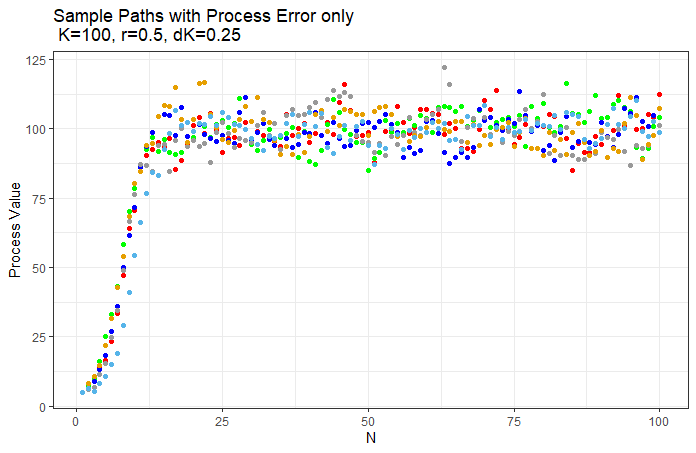 Sample Paths with Process Error only
K=100, r=0.5, dK=0.25
125
100
75
50
25
0
Process Value
0 25 50 75 100
N